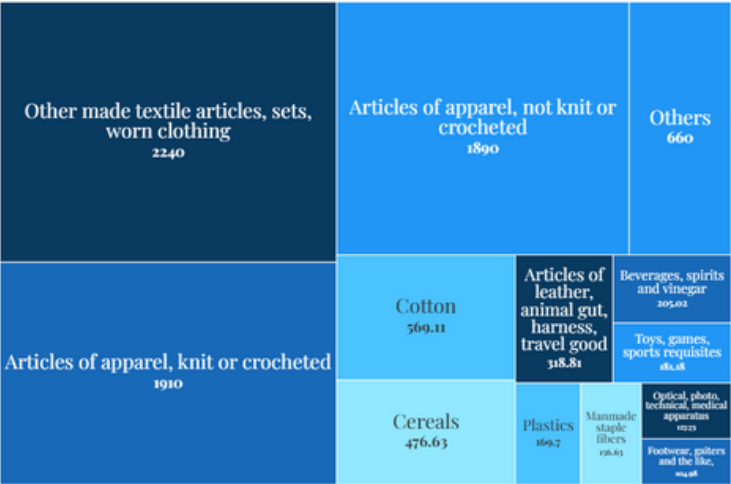 Other made textile articles, sets,
worn clothing
2240
Articles of apparel, not knit or
crocheted
1890
Others
660
Articles of apparel, knit or crocheted
1910
Cotton
569.11
Articles of
leather,
animal gut,
harness,
travel good
318.81
Beverages, spirits
and vinegar
205.02
Toys, games,
sports requisites
181.18
Cereals
476.63
Plastics
169.7
Manmade
staple
fibers
156.63
Optical, photo,
technical, medical
apparatus
Footwear, gaiters
and the like,
104.98